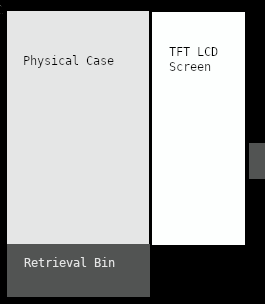 Physical Case
TFT LCD
Screen
Retrieval Bin